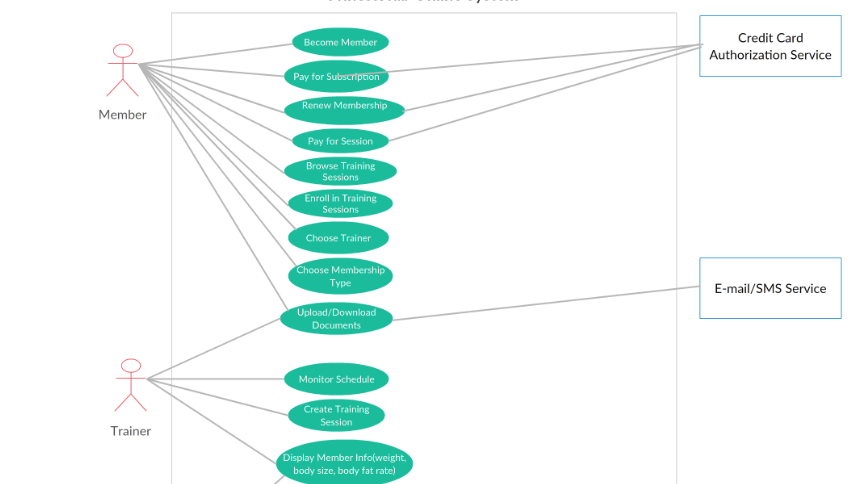 Become Member
Credit Card
Authorization Service
Pay for Subscription
Renew Membership
Member
Pay for Session
Browse Training
Sessions
Enroll in Training
Sessions
Choose Trainer
Choose Membership
Type
E-mail/SMS Service
Upload/Download
Documents
Monitor Schedule
Create Training
Session
Trainer
Display Member Info(weight,
body size, body fat rate)